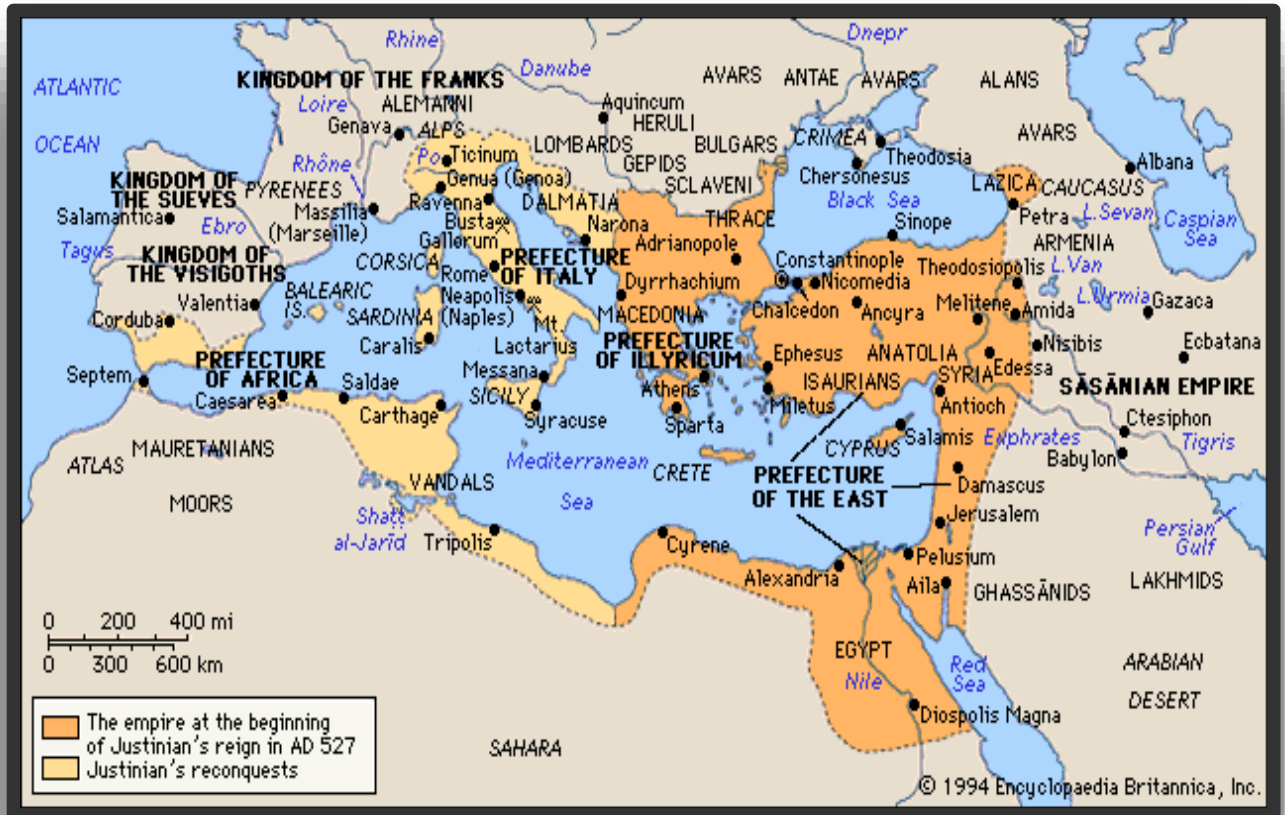 Rhine
Dnepr
KINGDOM OF THE FRANKS
Danube
AVARS
ANTAE
AVARS
ALANS
ATLANTIC
OCEAN
Loire
ALEMANNI
Genava
ALPS
Aquincum
HERULI
LOMBARDS
GEPIDS
BULGARS
SCLAVENI
CRIMEA
Theodosia
Chersonesus
AVARS
Albana
Rhône
Po
Ticinum
Genua (Genoa)
KINGDOM OF
THE SUEVES
PYRENEES
Salamantica
Ebro
Massilia
(Marseille)
Ravenna
DALMATIA
Busta
Gallorum
Narona
THRACE
Black Sea
LAZICA
CAUCASUS
Petra
L.Sevan
Caspian
Sea
Sinope
ARMENIA
Tagus
KINGDOM OF
THE VISIGOTHS
CORSICA
Rome
PREFECTURE
OF ITALY
Adrianopole
Dyrrhachium
Constantinople
Nicomedia
Chalcedon
Ancyra
Theodosiopolis
L.Van
Melitene
Amida
L.Urmia
Gazaca
Valentia
BALEARIC
IS.
SARDINIA
Neapolis
(Naples)
Mt.
Lactarius
MACEDONIA
Corduba
Caralis
PREFECTURE
OF ILLYRICUM
Ephesus
ANATOLIA
Nisibis
Ecbatana
PREFECTURE
OF AFRICA
Septem
Caesarea
Saldae
Messana
SICILY
Athens
ISAURIANS
SYRIA
Edessa
SĀSĀNIAN EMPIRE
Carthage
Syracuse
Sparta
Miletus
Antioch
Ctesiphon
MAURETANIANS
ATLAS
Mediterranean
Sea
CRETE
CYPRUS
Salamis
Euphrates
Tigris
Babylon
MOORS
VANDALS
PREFECTURE
OF THE EAST
Damascus
Shaṭṭ
al-Jarīd
Tripolis
Cyrene
Jerusalem
Persian
Gulf
Alexandria
Pelusium
Aila
GHASSĀNIDS
LAKHMIDS
0 200 400 mi
0 300 600 km
EGYPT
Nile
Red
Sea
ARABIAN
DESERT
Diospolis Magna
SAHARA
The empire at the beginning
of Justinian's reign in AD 527
Justinian's reconquests
© 1994 Encyclopaedia Britannica, Inc.